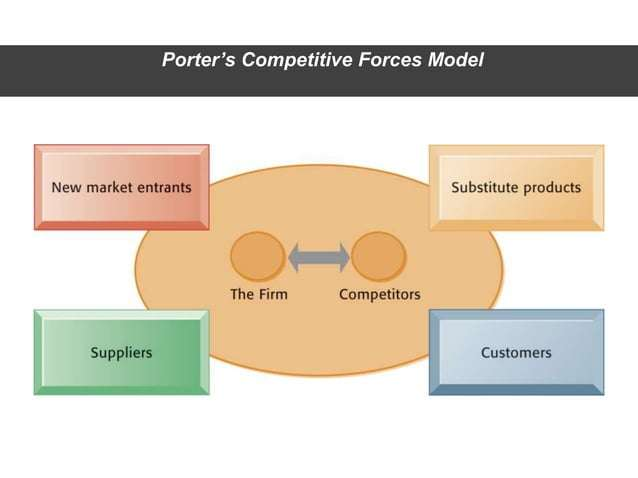 Porter’s Competitive Forces Model
New market entrants
Substitute products
The Firm
Competitors
Suppliers
Customers